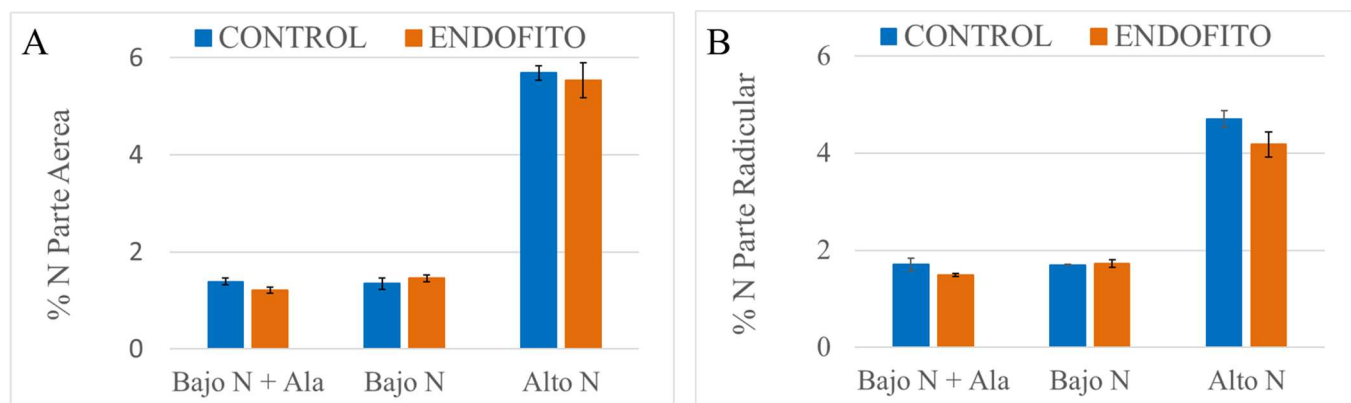 A
CONTROL ENDOFITO
% N Parte Aerea
6
4
2
0
Bajo N + Ala Bajo N Alto N
B
CONTROL ENDOFITO
% N Parte Radicular
6
4
2
0
Bajo N + Ala Bajo N Alto N